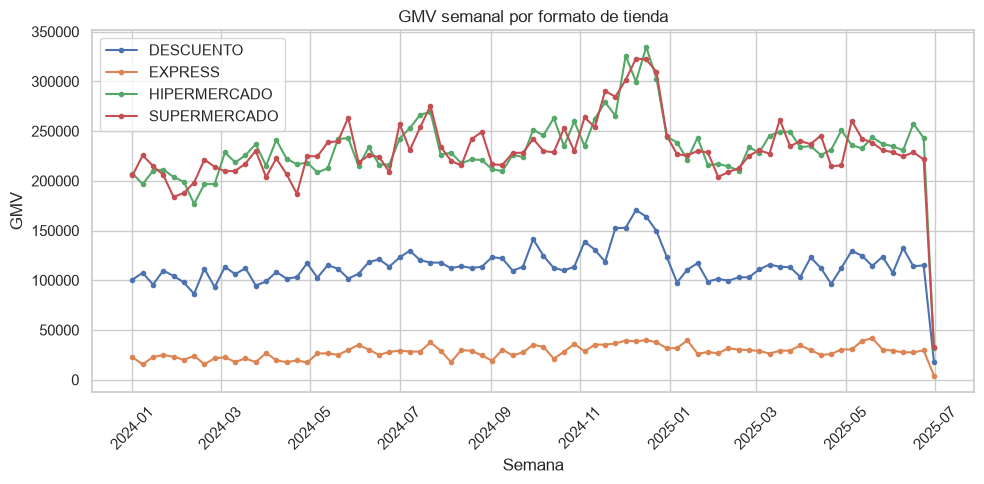 GMV semanal por formato de tienda
DESCUENTO
EXPRESS
HIPERMERCADO
SUPERMERCADO
GMV
350000
300000
250000
200000
150000
100000
50000
0
2024-01
2024-03
2024-05
2024-07
2024-09
2024-11
2025-01
2025-03
2025-05
2025-07
Semana